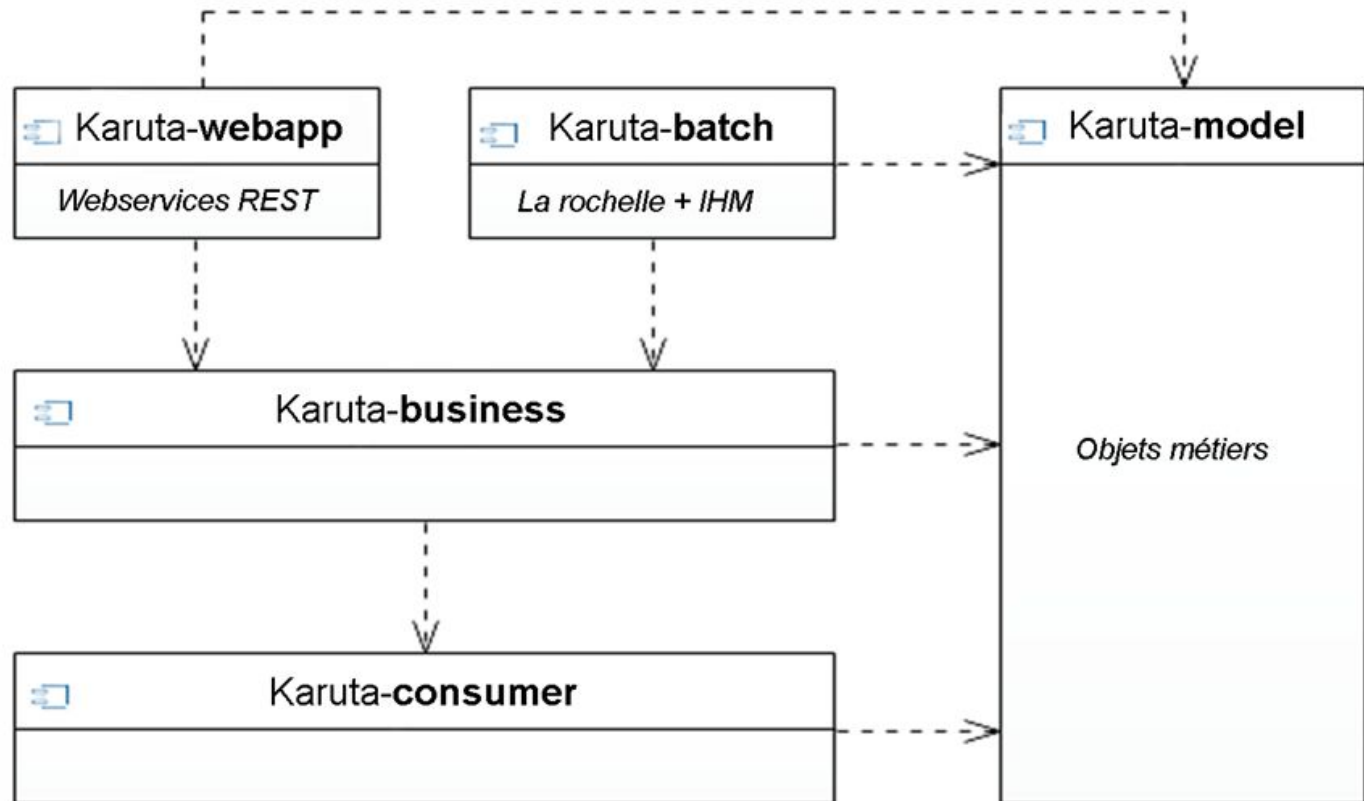 Karuta-webapp
Webservices REST
Karuta-batch
La rochelle + IHM
Karuta-model
Objets métiers
Karuta-business
Karuta-consumer